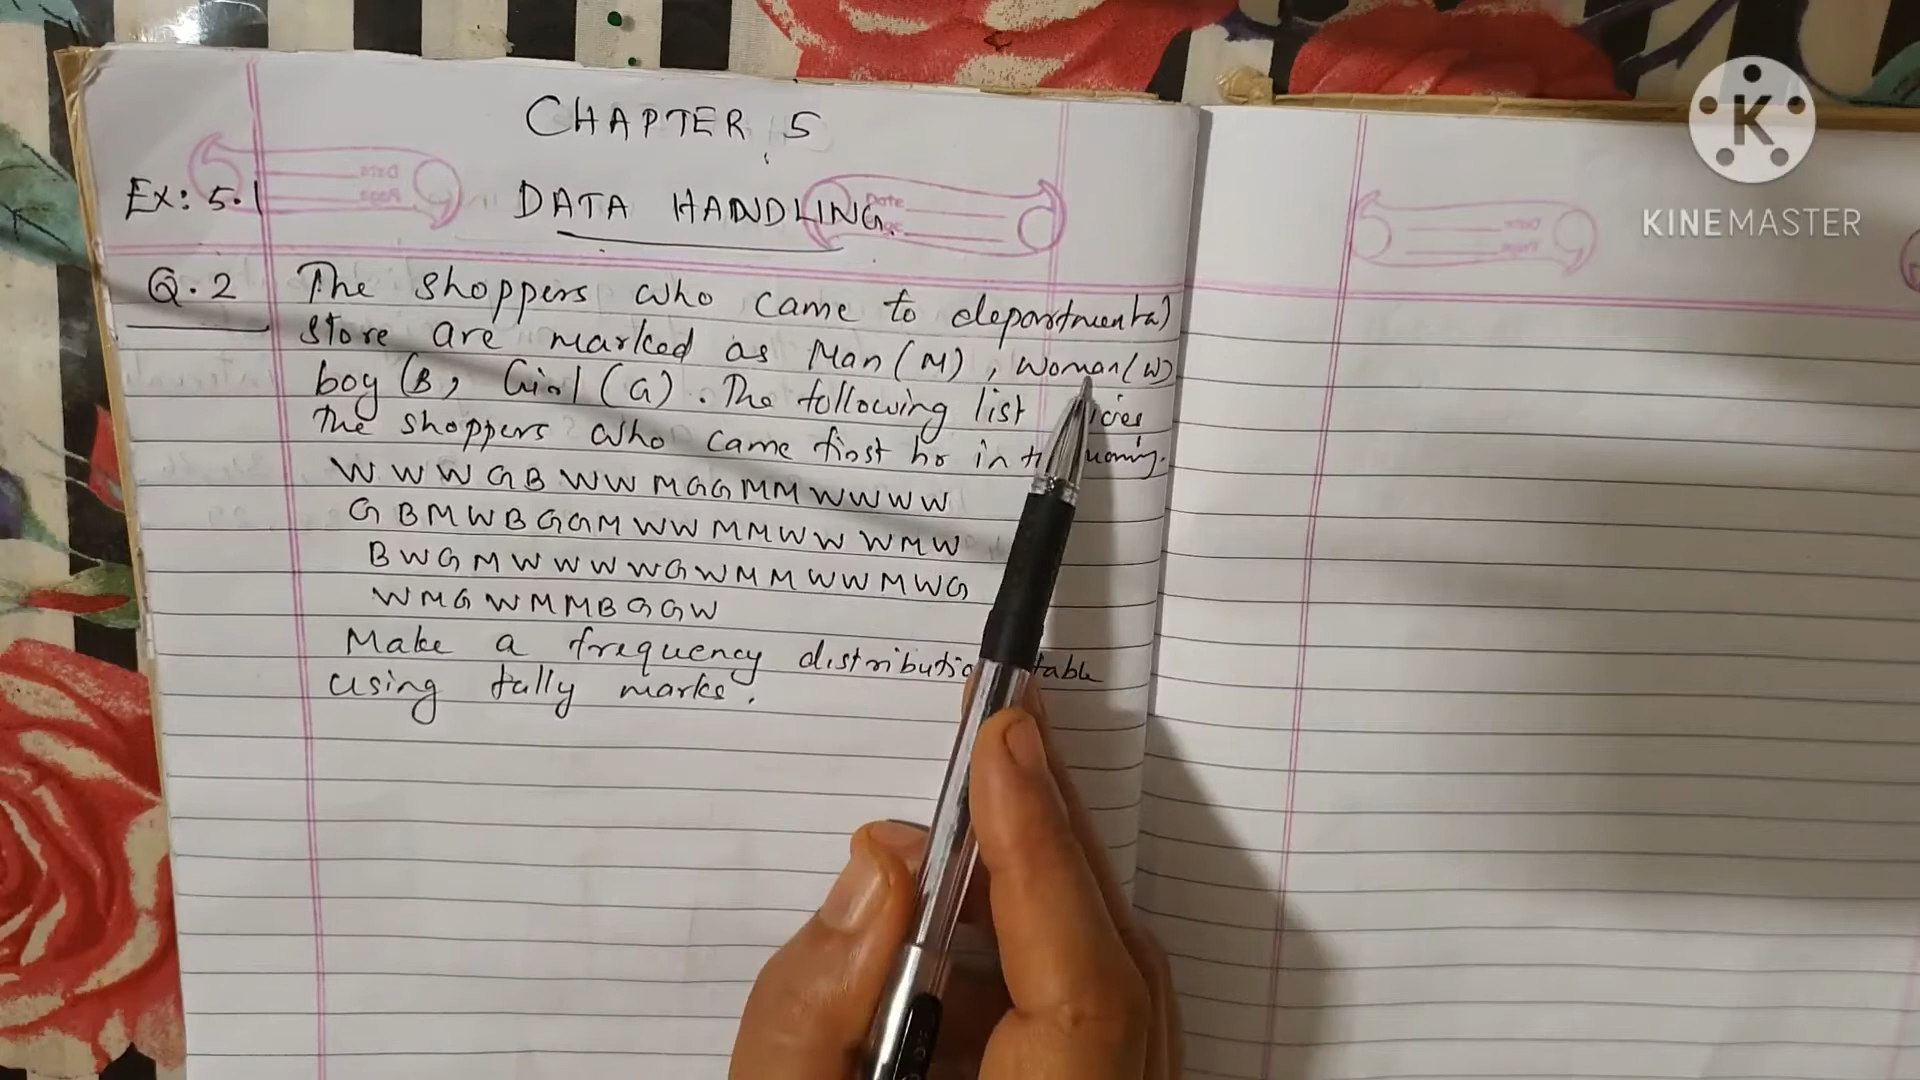 CHAPTER 5
Ex: 5.1 DATA HANDLING.
Date
Q.2 The shoppers who came to departmental
store are marked as Man (M), Woman (W)
boy (B, Girl (G). The following list
the shoppers who came first hr in
W W W G B W W M G G M M W W W W
G B M W B G G M W W M M W W W M W
B W G M W W W W G W M M W W M W G
W M G W M M B G G W
Make a frequency distributio table
using tally marks.
K
KINEMASTER